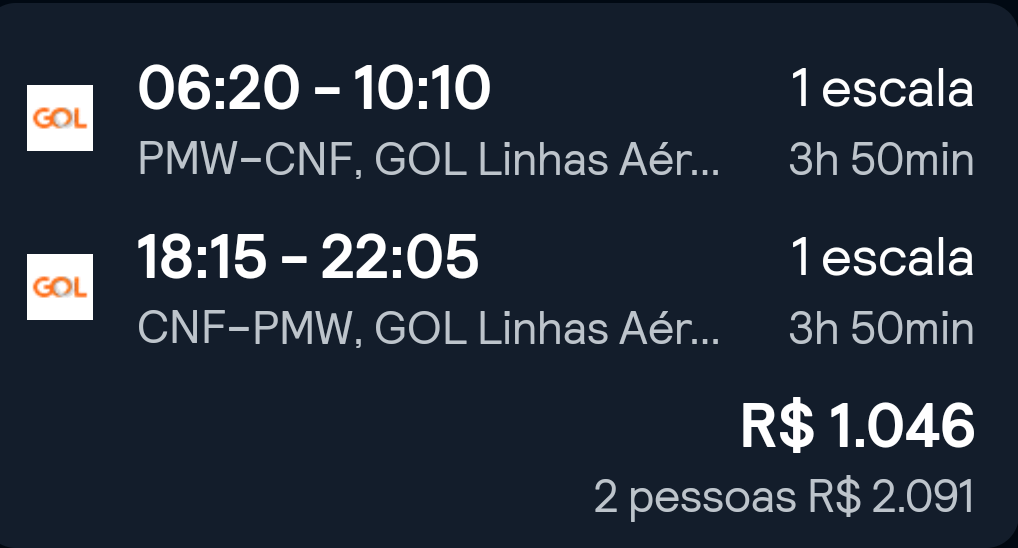 GOL
06:20 – 10:10
1 escala
PMW–CNF, GOL Linhas Aér...
3h 50min
GOL
18:15 – 22:05
1 escala
CNF–PMW, GOL Linhas Aér...
3h 50min
R$ 1.046
2 pessoas R$ 2.091